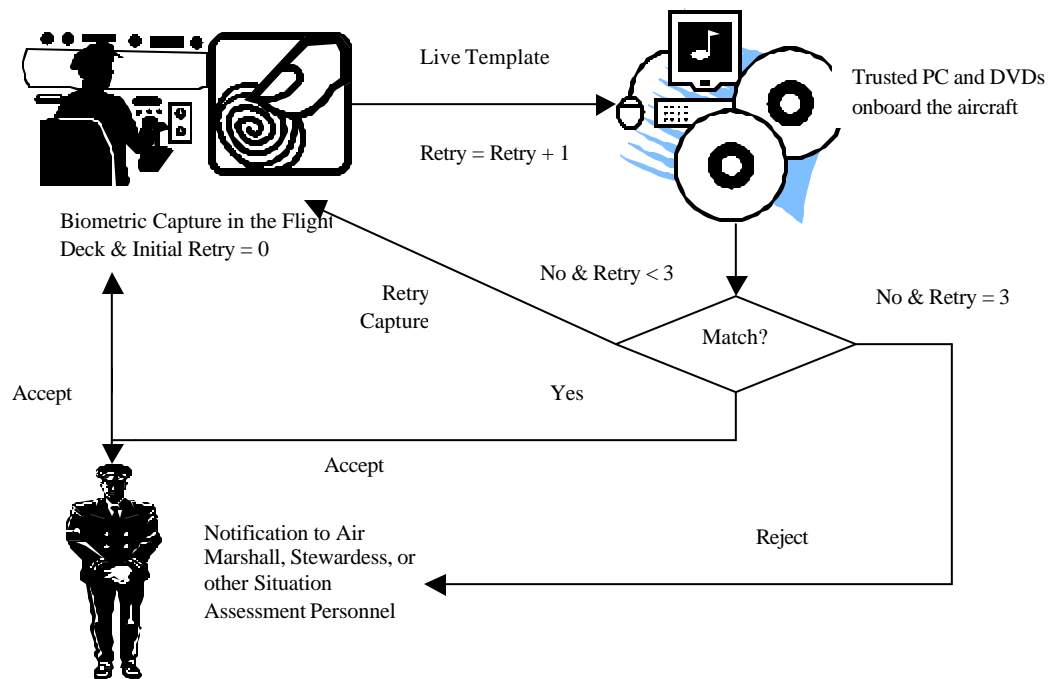 Live Template
Trusted PC and DVDs
onboard the aircraft
Retry = Retry + 1
Biometric Capture in the Flight
Deck & Initial Retry = 0
No & Retry < 3
No & Retry = 3
Retry
Capture
Match?
Accept
Yes
Accept
Notification to Air
Marshall, Stewardess, or
other Situation
Assessment Personnel
Reject